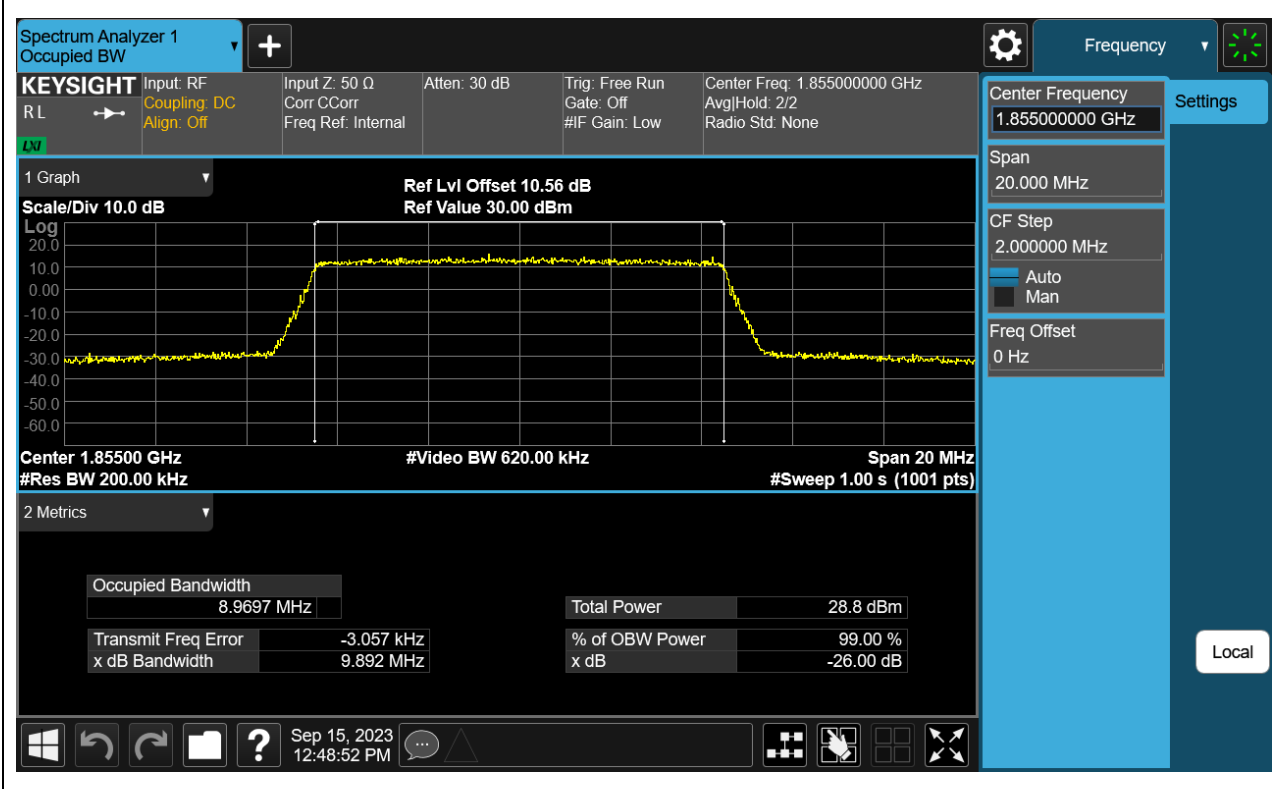 Spectrum Analyzer 1
Occupied BW
Frequency
KEYSIGHT
R L
LXI
Input: RF
Coupling: DC
Align: Off
Input Z: 50 Ω
Corr CCorr
Freq Ref: Internal
Atten: 30 dB
Trig: Free Run
Gate: Off
#IF Gain: Low
Center Freq: 1.855000000 GHz
Avg|Hold: 2/2
Radio Std: None
Center Frequency
1.855000000 GHz
Settings
Span
20.000 MHz
CF Step
2.000000 MHz
Auto
Man
Freq Offset
0 Hz
Local
1 Graph
Ref Lvl Offset 10.56 dB
Scale/Div 10.0 dB
Ref Value 30.00 dBm
Log
20.0
10.0
0.00
-10.0
-20.0
-30.0
-40.0
-50.0
-60.0
Center 1.85500 GHz
#Video BW 620.00 kHz
Span 20 MHz
#Res BW 200.00 kHz
#Sweep 1.00 s (1001 pts)
2 Metrics
Occupied Bandwidth
8.9697 MHz
Total Power 28.8 dBm
Transmit Freq Error -3.057 kHz
% of OBW Power 99.00 %
x dB Bandwidth 9.892 MHz
x dB -26.00 dB
?
Sep 15, 2023
12:48:52 PM